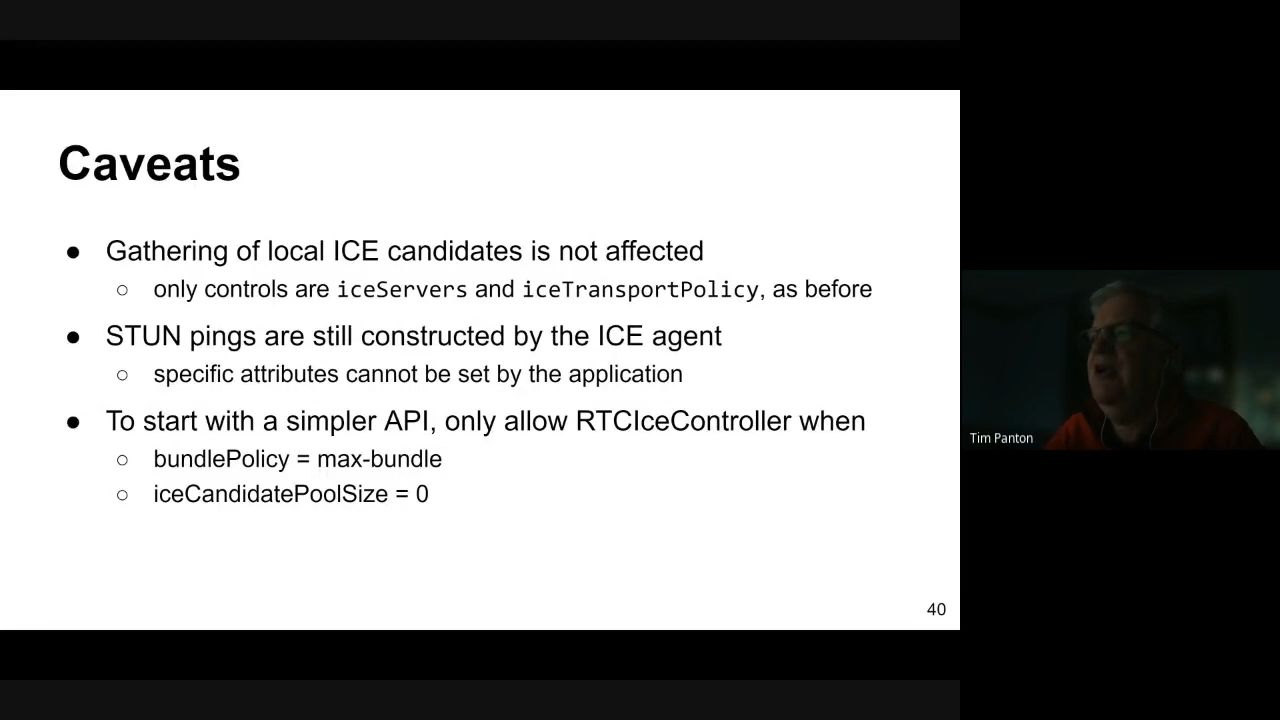 Caveats
● Gathering of local ICE candidates is not affected
○ only controls are iceServers and iceTransportPolicy, as before
● STUN pings are still constructed by the ICE agent
○ specific attributes cannot be set by the application
● To start with a simpler API, only allow RTCIceController when
○ bundlePolicy = max-bundle
○ iceCandidatePoolSize = 0
40
Tim Panton